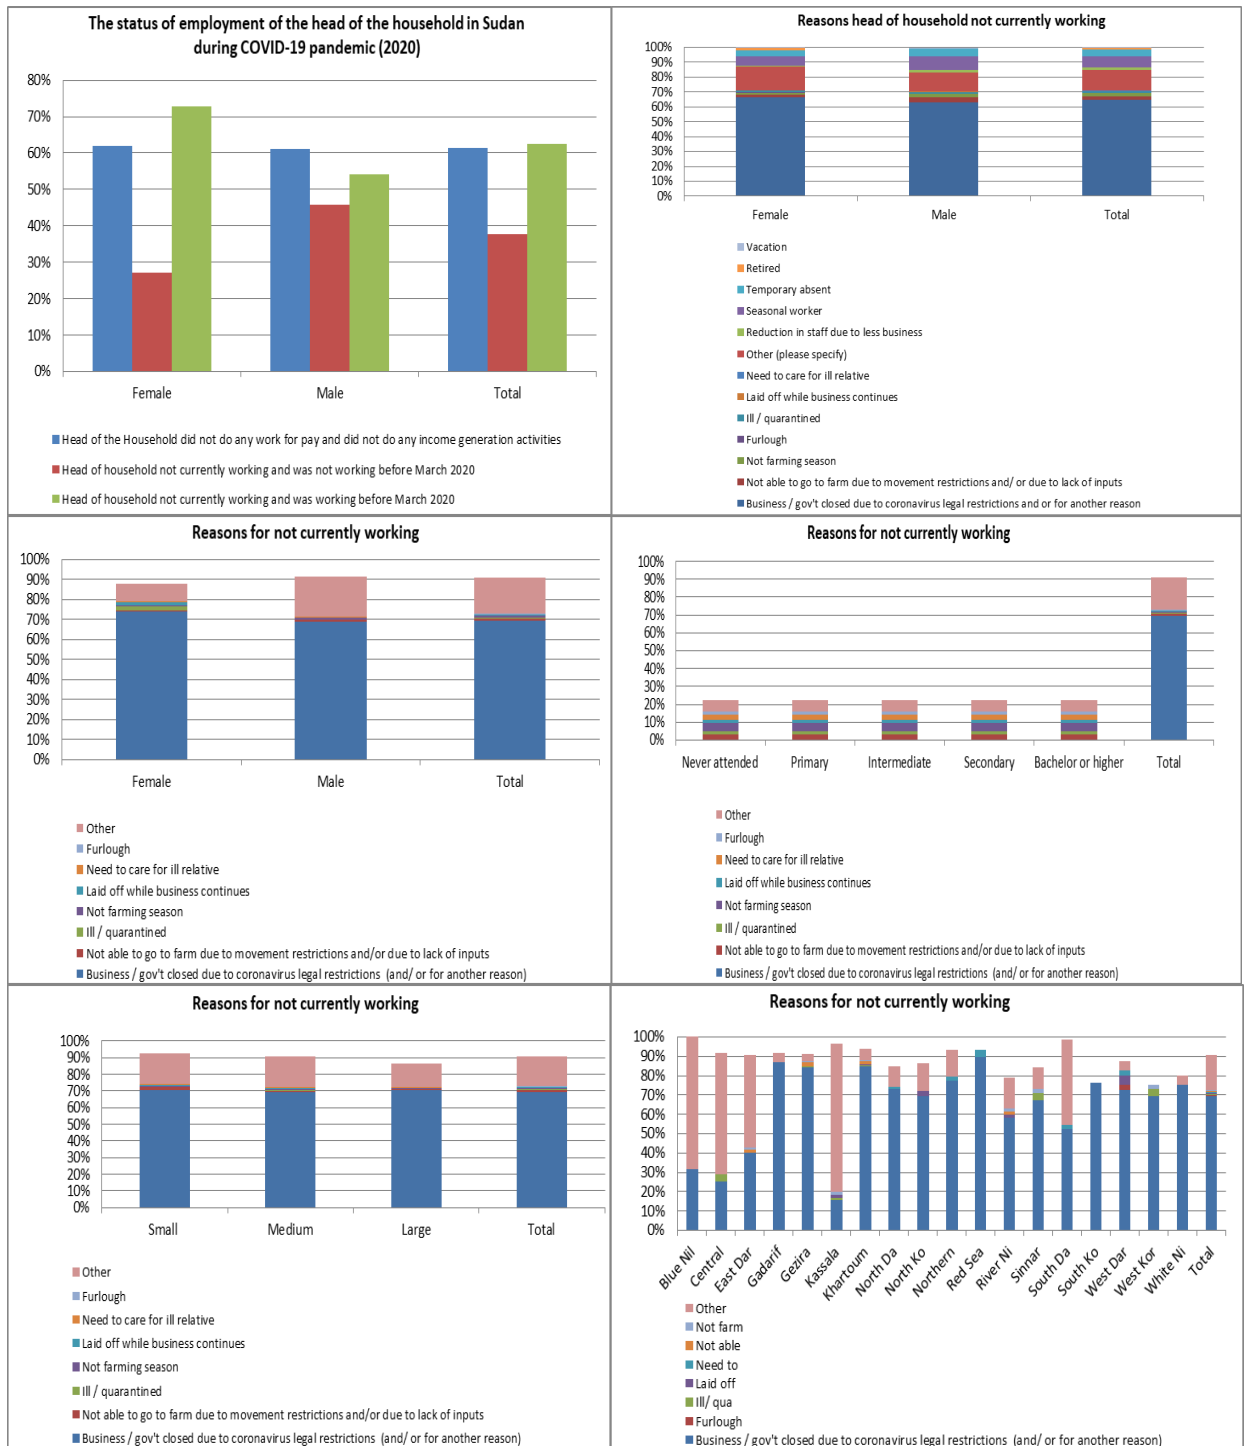 The status of employment of the head of the household in Sudan
during COVID-19 pandemic (2020)
80%
70%
60%
50%
40%
30%
20%
10%
0%
Female
Male
Total
Head of the Household did not do any work for pay and did not do any income generation activities
Head of household not currently working and was not working before March 2020
Head of household not currently working and was working before March 2020
Reasons head of household not currently working
100%
90%
80%
70%
60%
50%
40%
30%
20%
10%
0%
Female
Male
Total
Vacation
Retired
Temporary absent
Seasonal worker
Reduction in staff due to less business
Other (please specify)
Need to care for ill relative
Laid off while business continues
Ill / quarantined
Furlough
Not farming season
Not able to go to farm due to movement restrictions and/ or due to lack of inputs
Business / gov't closed due to coronavirus legal restrictions and or for another reason
Reasons for not currently working
100%
90%
80%
70%
60%
50%
40%
30%
20%
10%
0%
Female
Male
Total
Other
Furlough
Need to care for ill relative
Laid off while business continues
Not farming season
Ill / quarantined
Not able to go to farm due to movement restrictions and/or due to lack of inputs
Business / gov't closed due to coronavirus legal restrictions (and/ or for another reason)
Reasons for not currently working
100%
90%
80%
70%
60%
50%
40%
30%
20%
10%
0%
Never attended
Primary
Intermediate
Secondary
Bachelor or higher
Total
Other
Furlough
Need to care for ill relative
Laid off while business continues
Not farming season
Ill / quarantined
Not able to go to farm due to movement restrictions and/or due to lack of inputs
Business / gov't closed due to coronavirus legal restrictions (and/ or for another reason)
Reasons for not currently working
100%
90%
80%
70%
60%
50%
40%
30%
20%
10%
0%
Small
Medium
Large
Total
Other
Furlough
Need to care for ill relative
Laid off while business continues
Not farming season
Ill / quarantined
Not able to go to farm due to movement restrictions and/or due to lack of inputs
Business / gov't closed due to coronavirus legal restrictions (and/ or for another reason)
Reasons for not currently working
100%
90%
80%
70%
60%
50%
40%
30%
20%
10%
0%
Blue Nil
Central
East Dar
Gadarif
Gezira
Kassala
Khartoum
North Da
North Ko
Northern
Red Sea
River Ni
Sinnar
South Da
South Ko
West Dar
West Kor
White Ni
Total
Other
Not farm
Not able
Need to
Laid off
Ill/ qua
Furlough
Business / gov't closed due to coronavirus legal restrictions (and/ or for another reason)